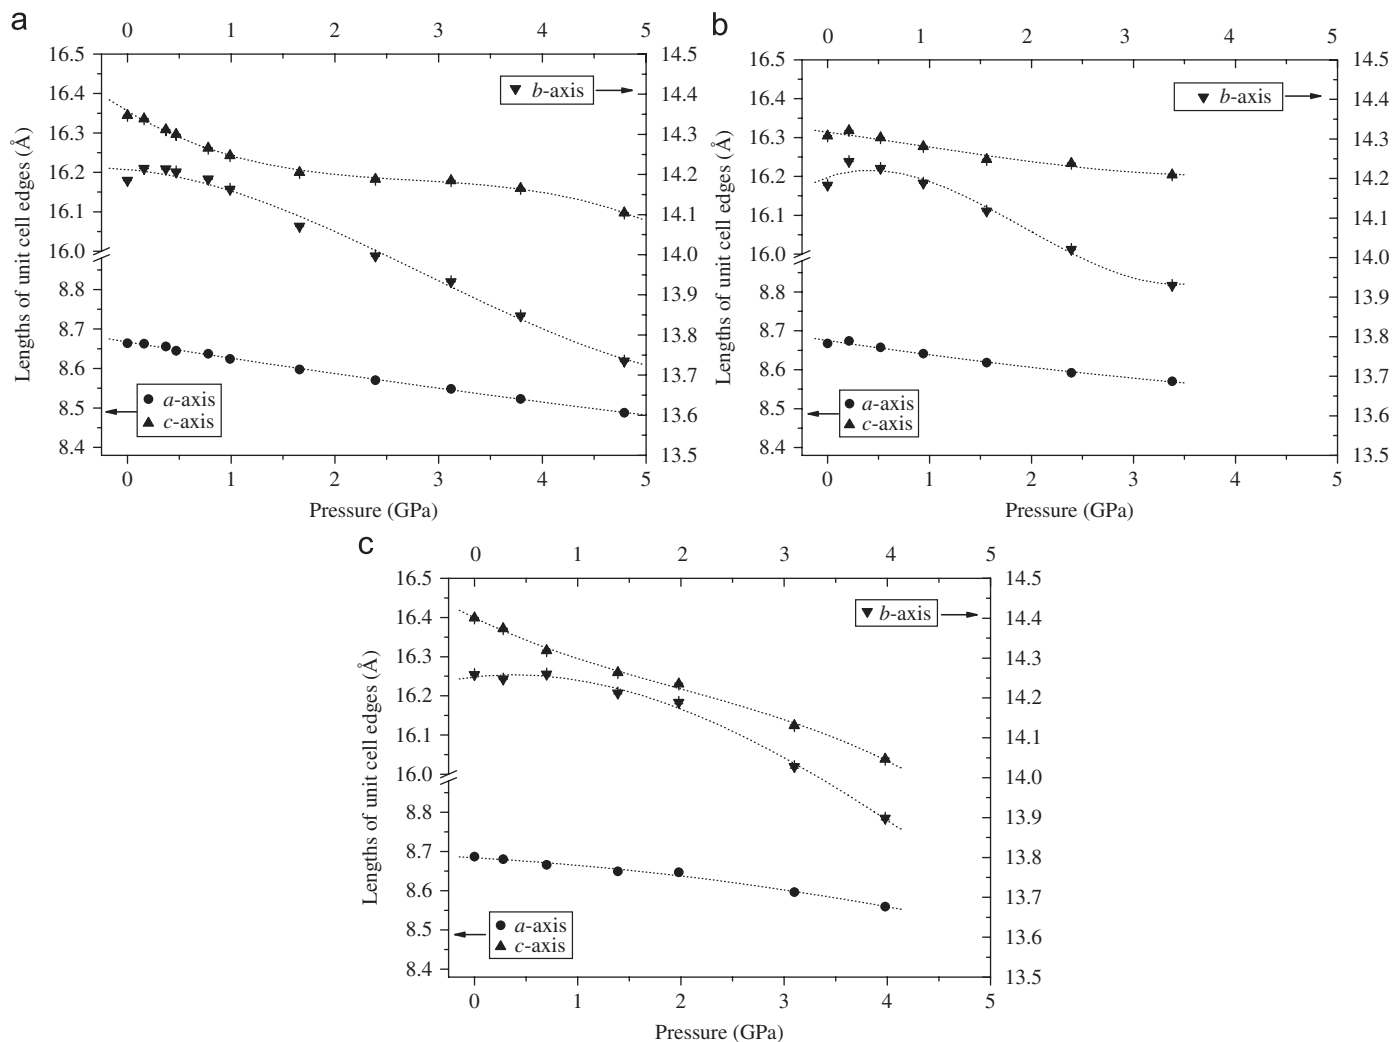 a
0 1 2 3 4 5
16.5
16.4
16.3
16.2
16.1
16.0
8.8
8.7
8.6
8.5
8.4
Lengths of unit cell edges (Å)
b-axis
a-axis
c-axis
14.5
14.4
14.3
14.2
14.1
14.0
13.9
13.8
13.7
13.6
13.5
0 1 2 3 4 5
Pressure (GPa)
b
0 1 2 3 4 5
16.5
16.4
16.3
16.2
16.1
16.0
8.8
8.7
8.6
8.5
8.4
Lengths of unit cell edges (Å)
b-axis
a-axis
c-axis
14.5
14.4
14.3
14.2
14.1
14.0
13.9
13.8
13.7
13.6
13.5
0 1 2 3 4 5
Pressure (GPa)
c
0 1 2 3 4 5
16.5
16.4
16.3
16.2
16.1
16.0
8.8
8.7
8.6
8.5
8.4
Lengths of unit cell edges (Å)
b-axis
a-axis
c-axis
14.5
14.4
14.3
14.2
14.1
14.0
13.9
13.8
13.7
13.6
13.5
0 1 2 3 4 5
Pressure (GPa)